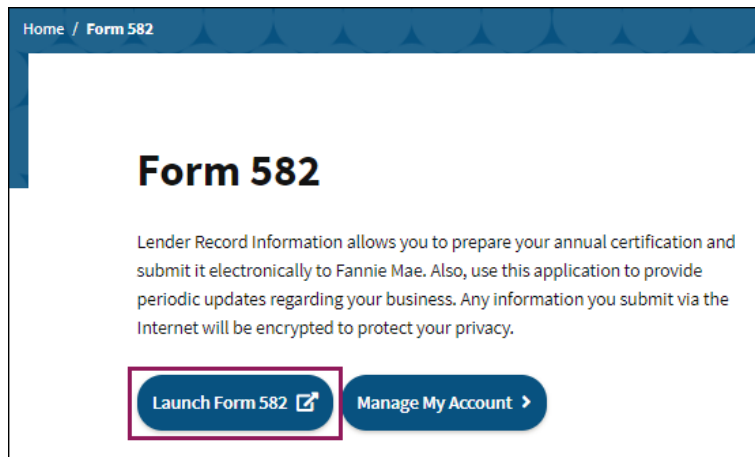 Home / Form 582
Form 582
Lender Record Information allows you to prepare your annual certification and
submit it electronically to Fannie Mae. Also, use this application to provide
periodic updates regarding your business. Any information you submit via the
Internet will be encrypted to protect your privacy.
Launch Form 582 Manage My Account